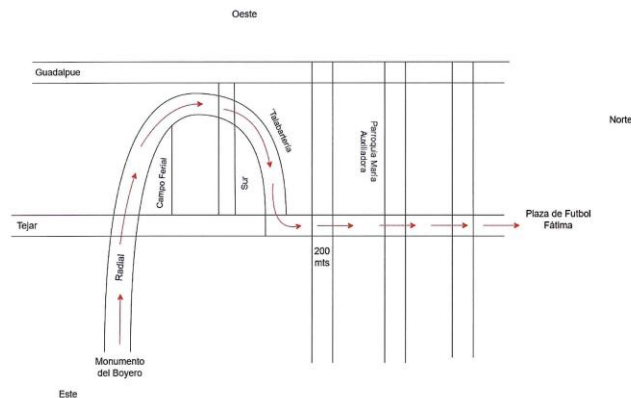 Oeste
Guadalpue
Norte
Talabartería
Parroquia María
Auxiliadora
Campo Ferial
Sur
Tejar
Plaza de Futbol
Fátima
Radial
200
mts
Monumento
del Boyero
Este